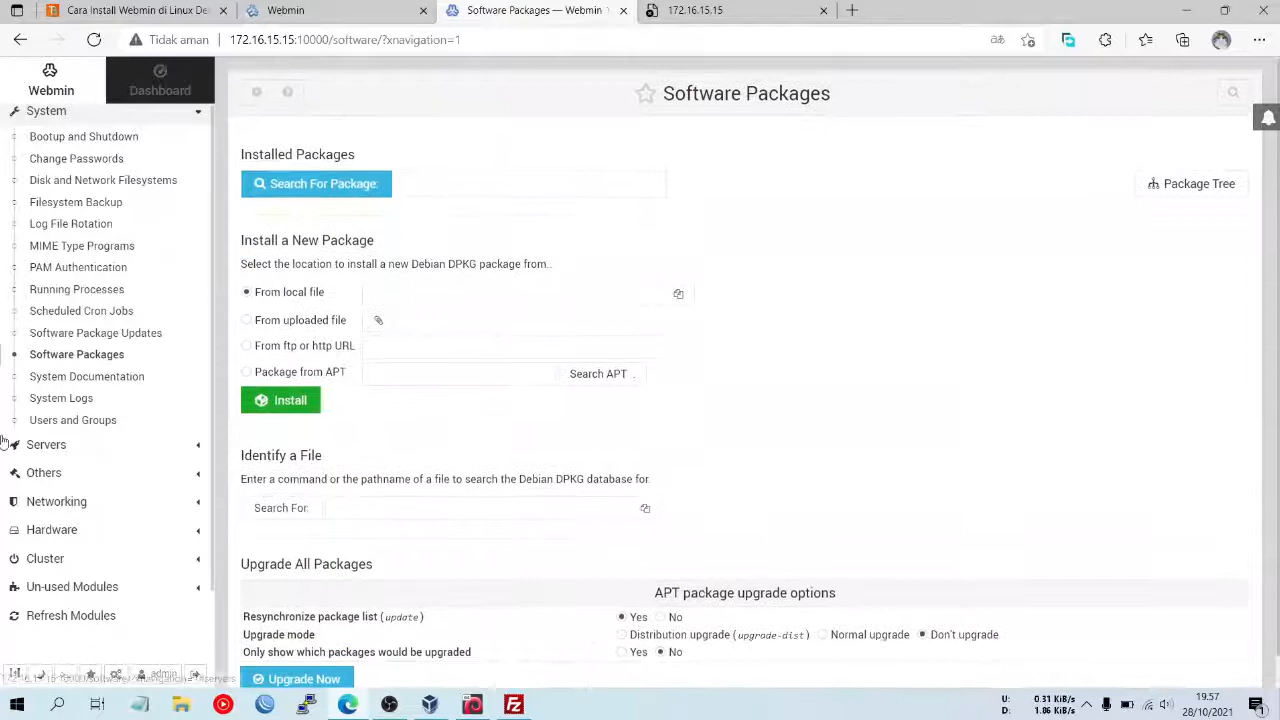 Cara Install Webmin di Linux De
Webmin
Software Packages — Webmin
172.16.15.15
Tidak aman
172.16.15.15:10000/software/?xnavigation=1
Webmin
Dashboard
Software Packages
System
Bootup and Shutdown
Change Passwords
Disk and Network Filesystems
Filesystem Backup
Log File Rotation
MIME Type Programs
PAM Authentication
Running Processes
Scheduled Cron Jobs
Software Package Updates
Software Packages
System Documentation
System Logs
Users and Groups
Servers
Others
Networking
Hardware
Cluster
Un-used Modules
Refresh Modules
admin
Installed Packages
Search For Package:
Package Tree
Install a New Package
Select the location to install a new Debian DPKG package from..
From local file
From uploaded file
From ftp or http URL
Package from APT
Search APT .
Install
Identify a File
Enter a command or the pathname of a file to search the Debian DPKG database for.
Search For:
Upgrade All Packages
APT package upgrade options
Resynchronize package list (update) Yes No
Upgrade mode Distribution upgrade (upgrade-dist) Normal upgrade Don't upgrade
Only show which packages would be upgraded Yes No
Upgrade Now
U: 0.31 KiB/s
D: 1.86 KiB/s
19.57
28/10/2021